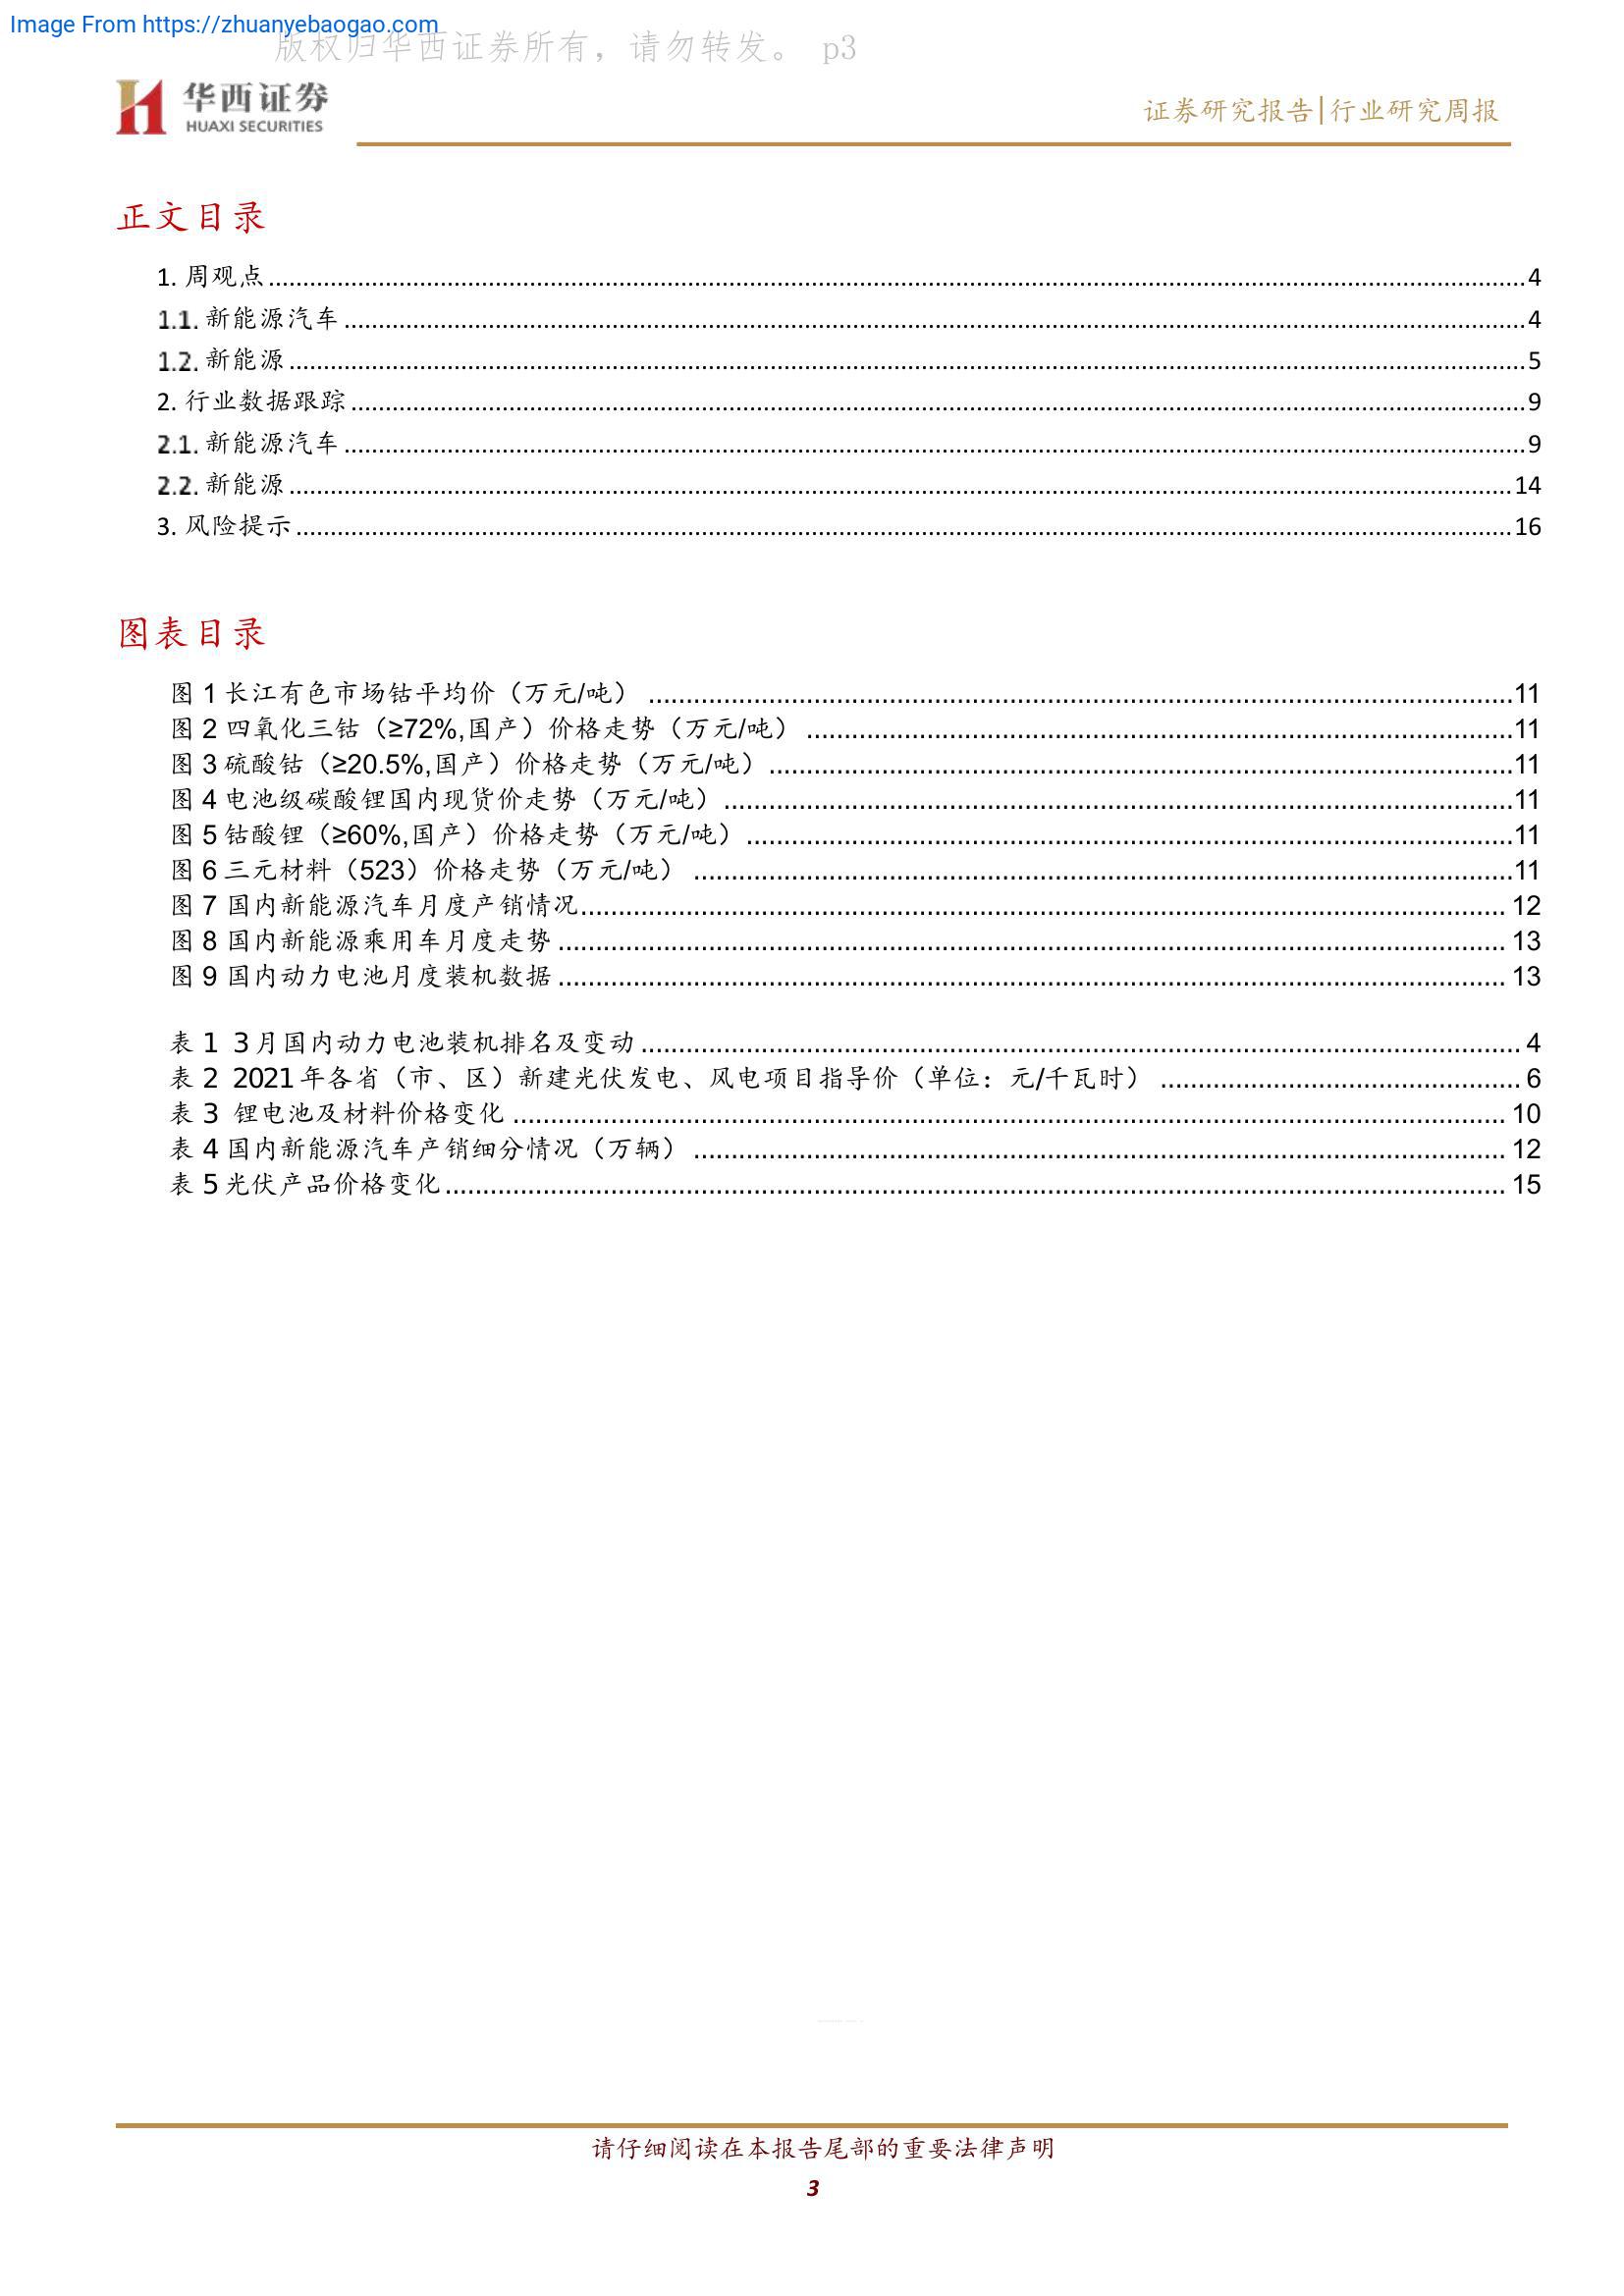 Image From https://zhuanyebaogao.com
版权归华西证券所有，请勿转发。 p3
华西证券
HUAXI SECURITIES
证券研究报告|行业研究周报
正文目录
1. 周观点 4
1.1. 新能源汽车 4
1.2. 新能源 5
2. 行业数据跟踪 9
2.1. 新能源汽车 9
2.2. 新能源 14
3. 风险提示 16
图表目录
图 1 长江有色市场钴平均价（万元/吨） 11
图 2 四氧化三钴（≥72%,国产）价格走势（万元/吨） 11
图 3 硫酸钴（≥20.5%,国产）价格走势（万元/吨） 11
图 4 电池级碳酸锂国内现货价走势（万元/吨） 11
图 5 钴酸锂（≥60%,国产）价格走势（万元/吨） 11
图 6 三元材料（523）价格走势（万元/吨） 11
图 7 国内新能源汽车月度产销情况 12
图 8 国内新能源乘用车月度走势 13
图 9 国内动力电池月度装机数据 13
表 1 3 月国内动力电池装机排名及变动 4
表 2 2021 年各省（市、区）新建光伏发电、风电项目指导价（单位：元/千瓦时） 6
表 3 锂电池及材料价格变化 10
表 4 国内新能源汽车产销细分情况（万辆） 12
表 5 光伏产品价格变化 15
请仔细阅读在本报告尾部的重要法律声明
3